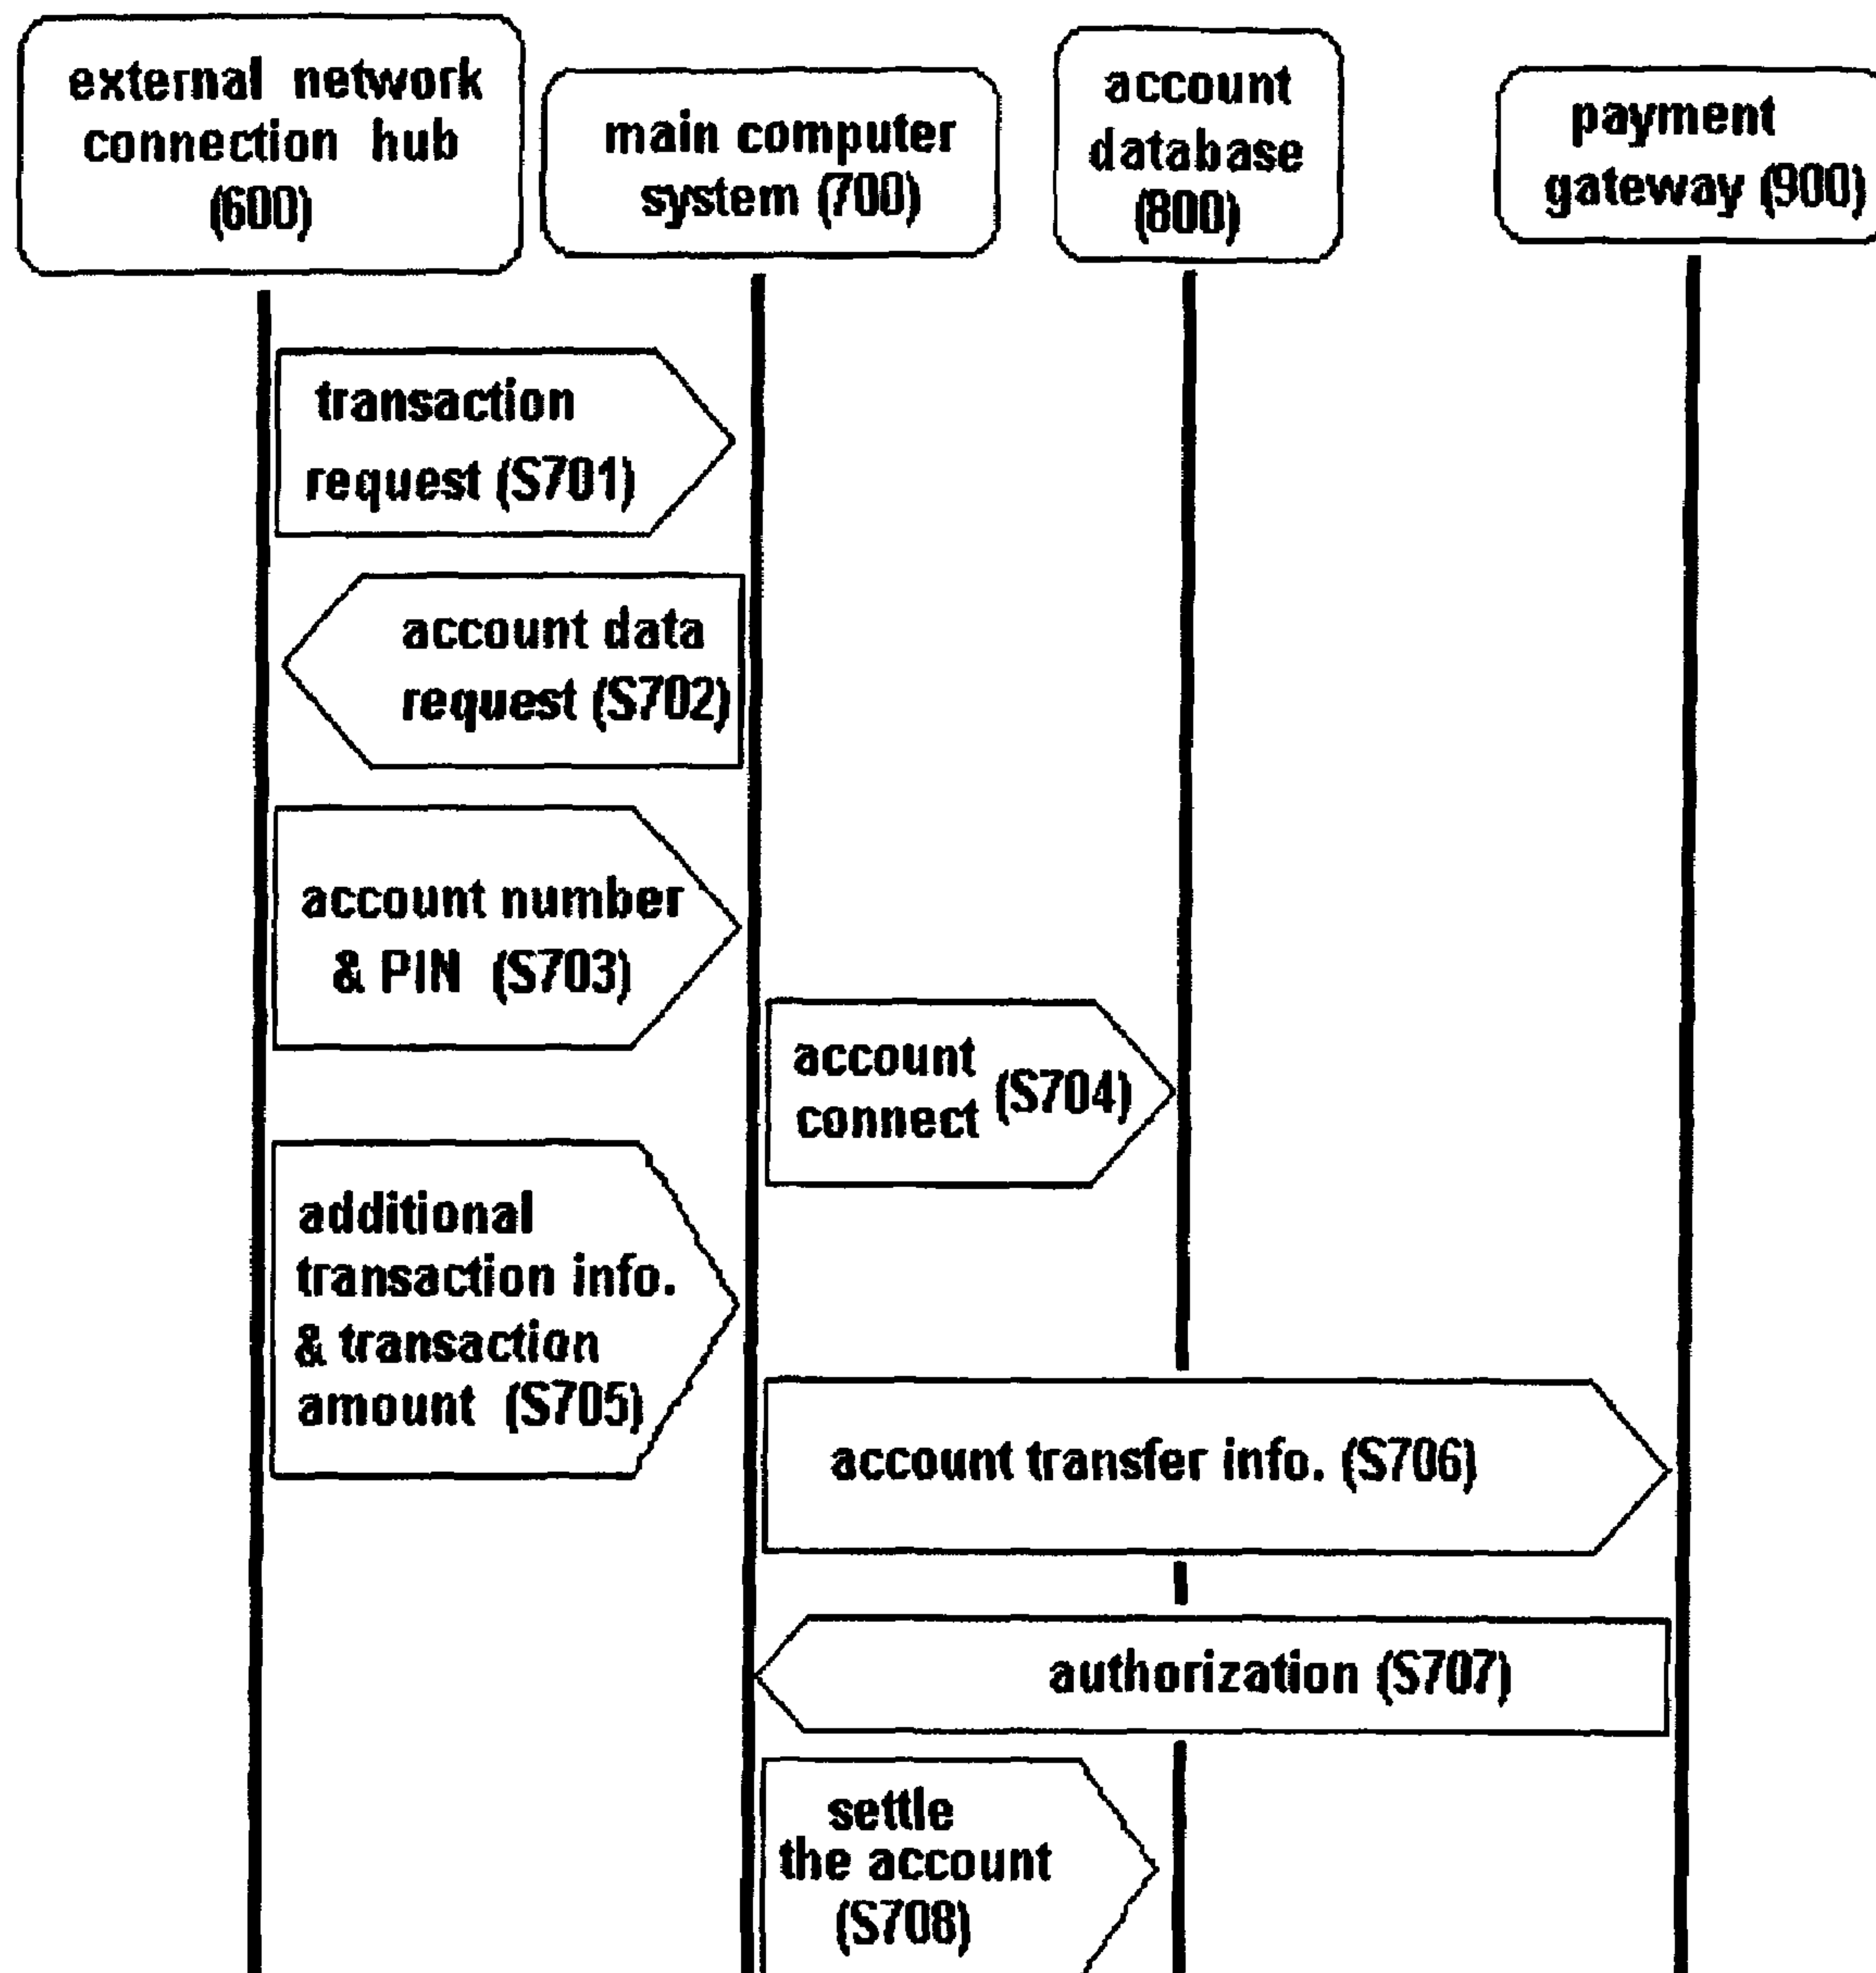 external network
connection hub
(600)
main computer
system (700)
account
database
(800)
payment
gateway (900)
transaction
request (S701)
account data
request (S702)
account number
& PIN (S703)
account
connect
(S704)
additional
transaction info.
& transaction
amount (S705)
account transfer info. (S706)
authorization (S707)
settle
the account
(S708)